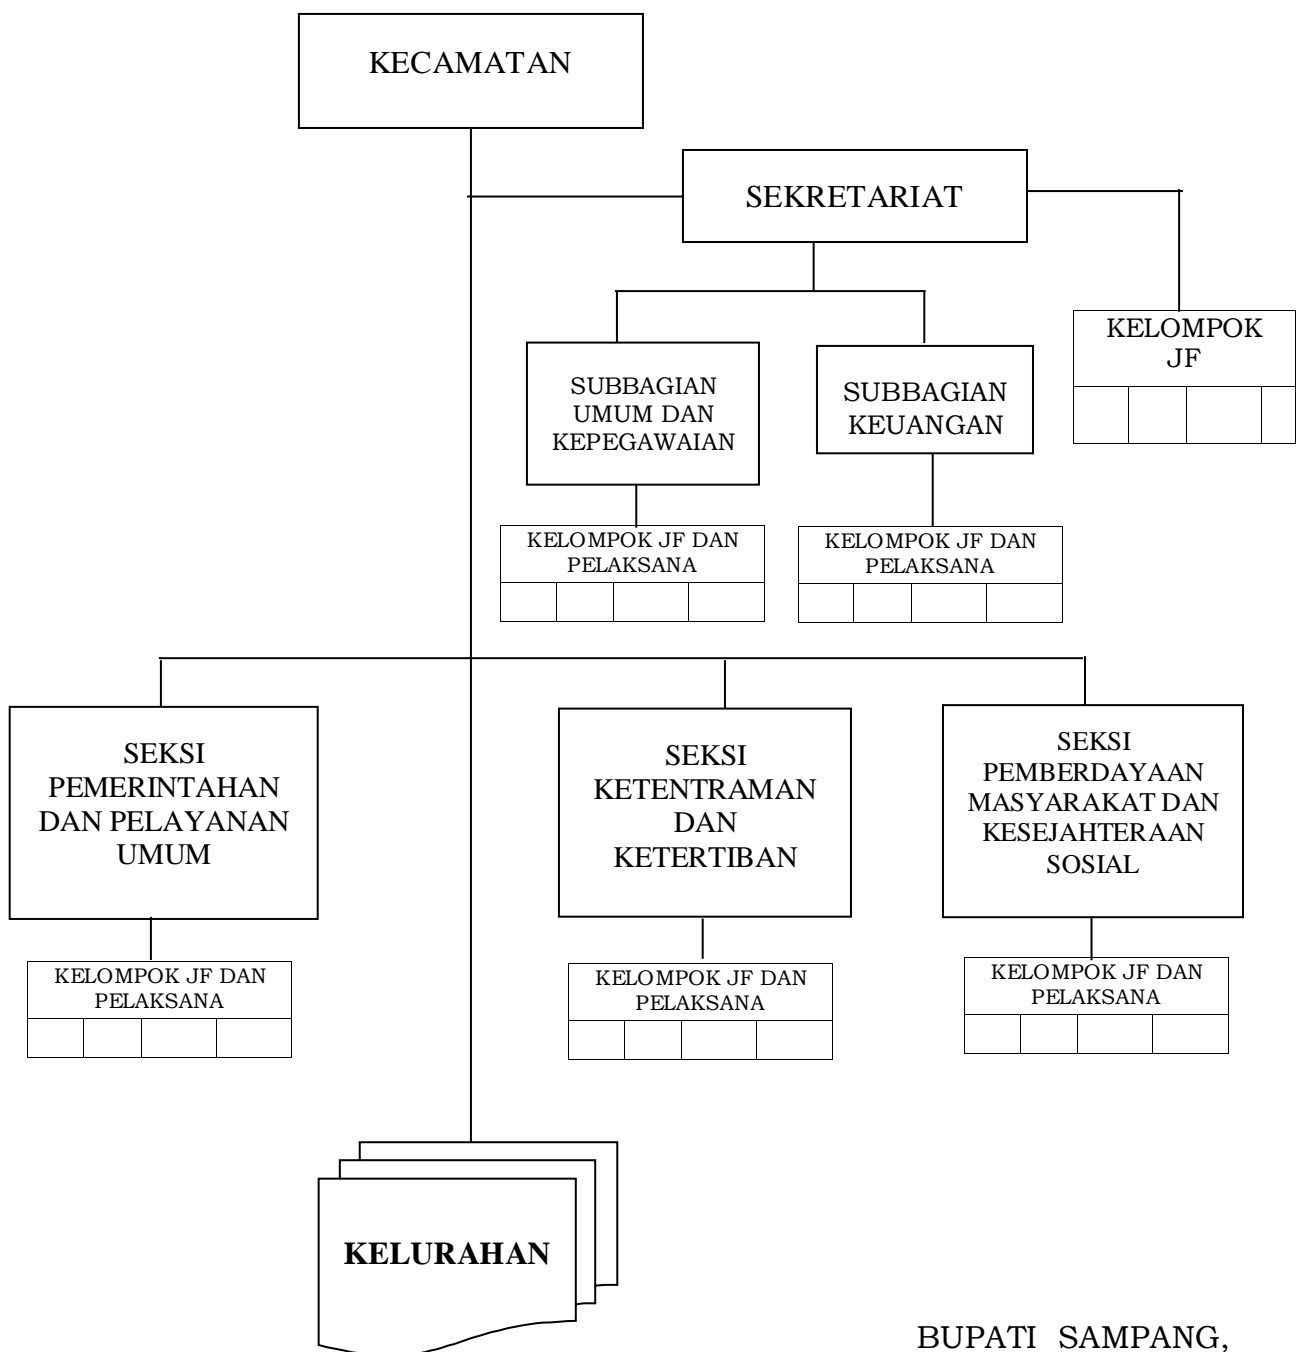 KECAMATAN
SEKRETARIAT
KELOMPOK
JF
SUBBAGIAN
UMUM DAN
KEPEGAWAIAN
SUBBAGIAN
KEUANGAN
KELOMPOK JF DAN
PELAKSANA
KELOMPOK JF DAN
PELAKSANA
SEKSI
PEMERINTAHAN
DAN PELAYANAN
UMUM
SEKSI
KETENTRAMAN
DAN
KETERTIBAN
SEKSI
PEMBERDAYAAN
MASYARAKAT DAN
KESEJAHTERAAN
SOSIAL
KELOMPOK JF DAN
PELAKSANA
KELOMPOK JF DAN
PELAKSANA
KELOMPOK JF DAN
PELAKSANA
KELURAHAN
BUPATI SAMPANG,